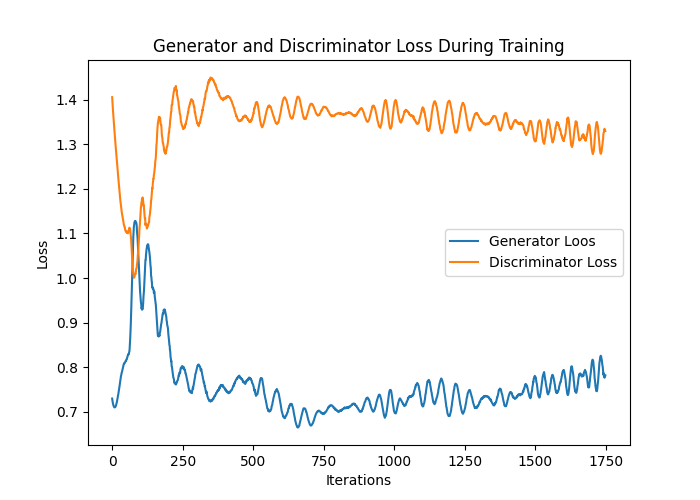 Generator and Discriminator Loss During Training
Loss
1.4
1.3
1.2
1.1
1.0
0.9
0.8
0.7
Generator Loos
Discriminator Loss
0 250 500 750 1000 1250 1500 1750
Iterations